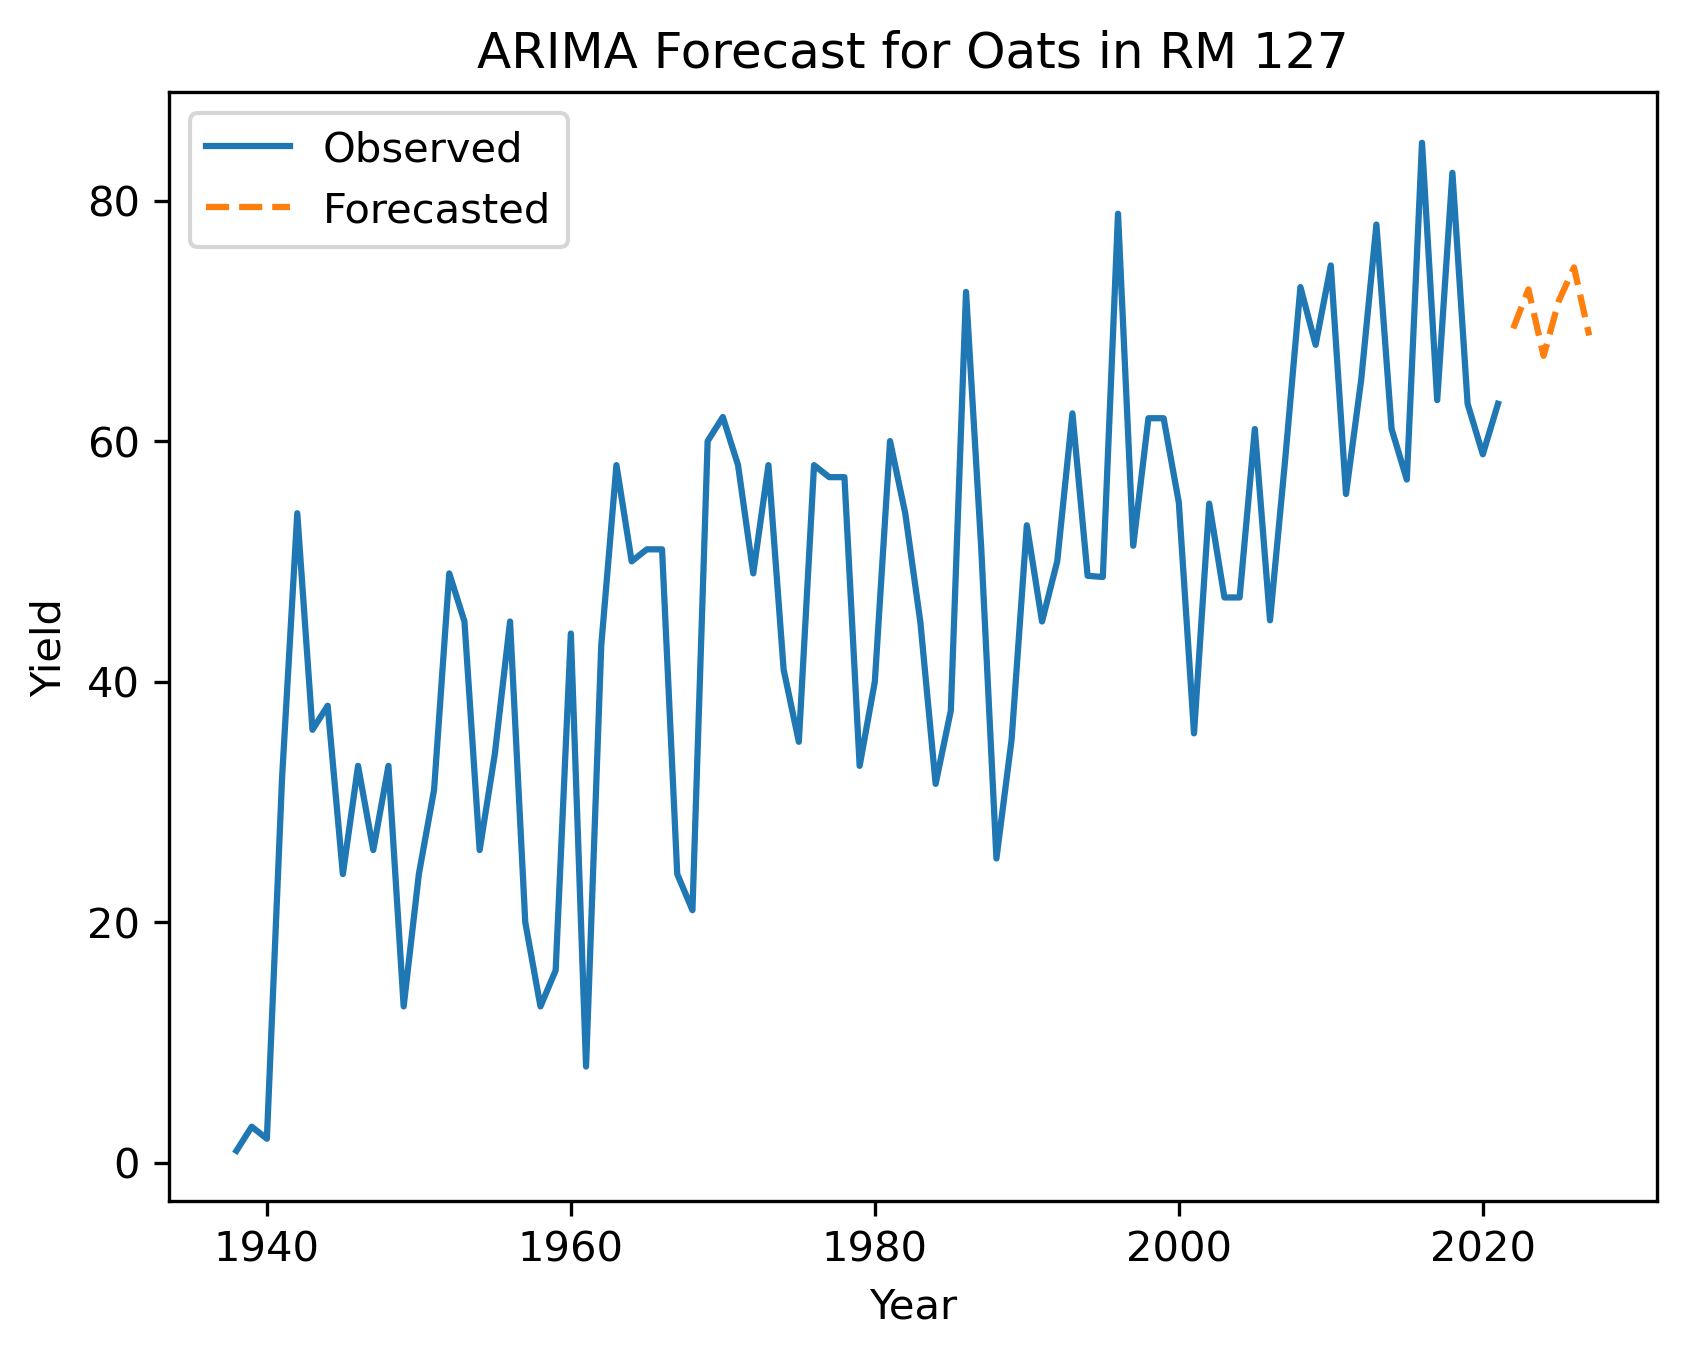 ARIMA Forecast for Oats in RM 127
Observed
Forecasted
80
60
40
20
0
Yield
1940 1960 1980 2000 2020
Year